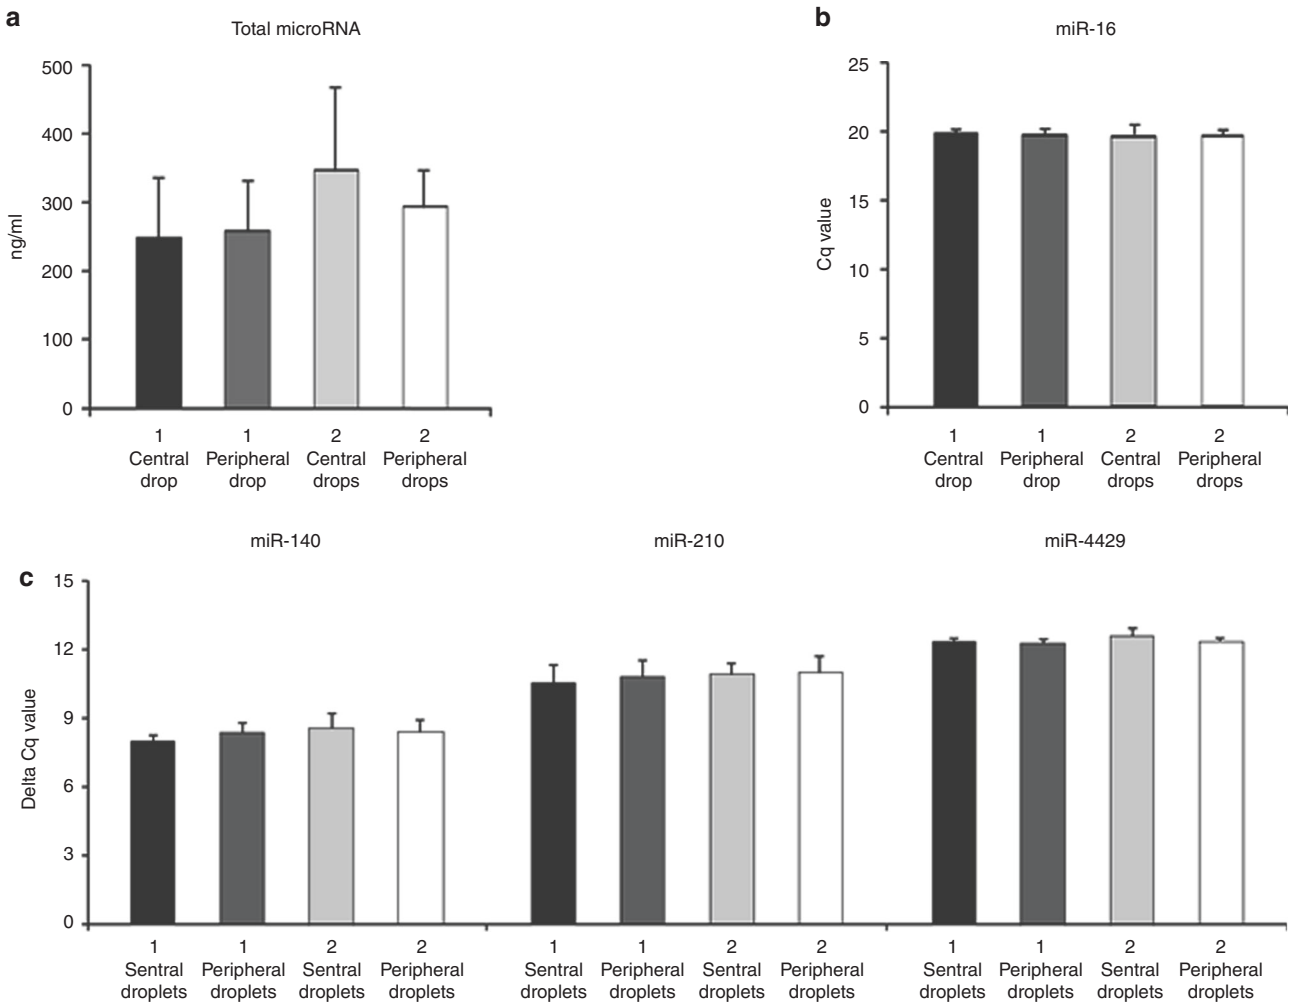 a
Total microRNA
500
400
300
200
100
0
ng/ml
1 1 2 2
Central Peripheral Central Peripheral
drop drop drops drops
b
miR-16
25
20
15
10
5
0
Cq value
1 1 2 2
Central Peripheral Central Peripheral
drop drop drops drops
c
miR-140 miR-210 miR-4429
15
12
9
6
3
0
Delta Cq value
1 1 2 2 1 1 2 2 1 1 2 2
Sentral Peripheral Sentral Peripheral Sentral Peripheral Sentral Peripheral Sentral Peripheral Sentral Peripheral
droplets droplets droplets droplets droplets droplets droplets droplets droplets droplets droplets droplets